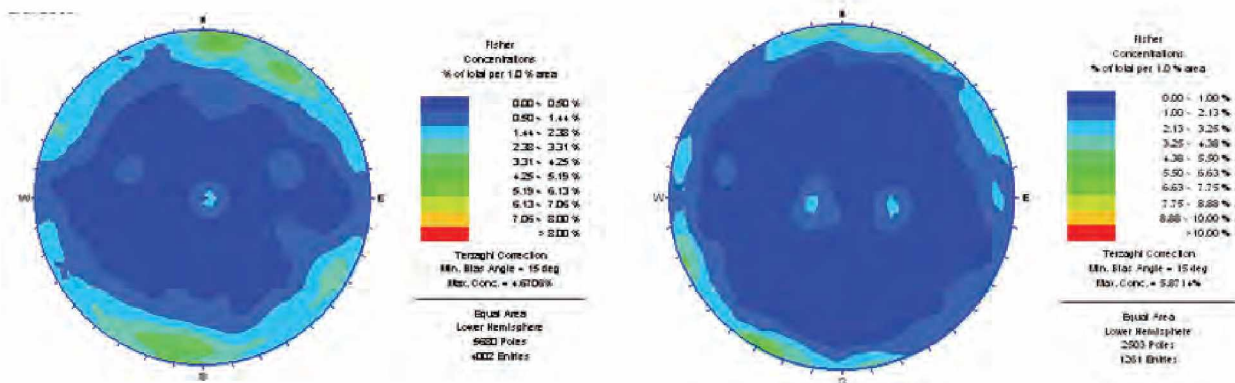 Fisher
Concentrations
% of total per 1.0 % area
0.00 ~ 0.50 %
0.50 ~ 1.44 %
1.44 ~ 2.38 %
2.38 ~ 3.31 %
3.31 ~ 4.25 %
4.25 ~ 5.19 %
5.19 ~ 6.13 %
6.13 ~ 7.06 %
7.06 ~ 8.00 %
> 8.00 %
W
E
S
Terzaghi Correction
Min. Bias Angle = 15 deg
Max. Conc. =
Equal Area
Lower Hemisphere
Poles
4002 Entries
Fisher
Concentrations
% of total per 1.0 % area
0.00 ~ 1.00 %
1.00 ~ 2.13 %
2.13 ~ 3.25 %
3.25 ~ 4.38 %
4.38 ~ 5.50 %
5.50 ~ 6.63 %
6.63 ~ 7.75 %
7.75 ~ 8.88 %
8.88 ~ 10.00 %
> 10.00 %
W
E
Terzaghi Correction
Min. Bias Angle = 15 deg
Max. Conc. =
Equal Area
Lower Hemisphere
Poles
Entries